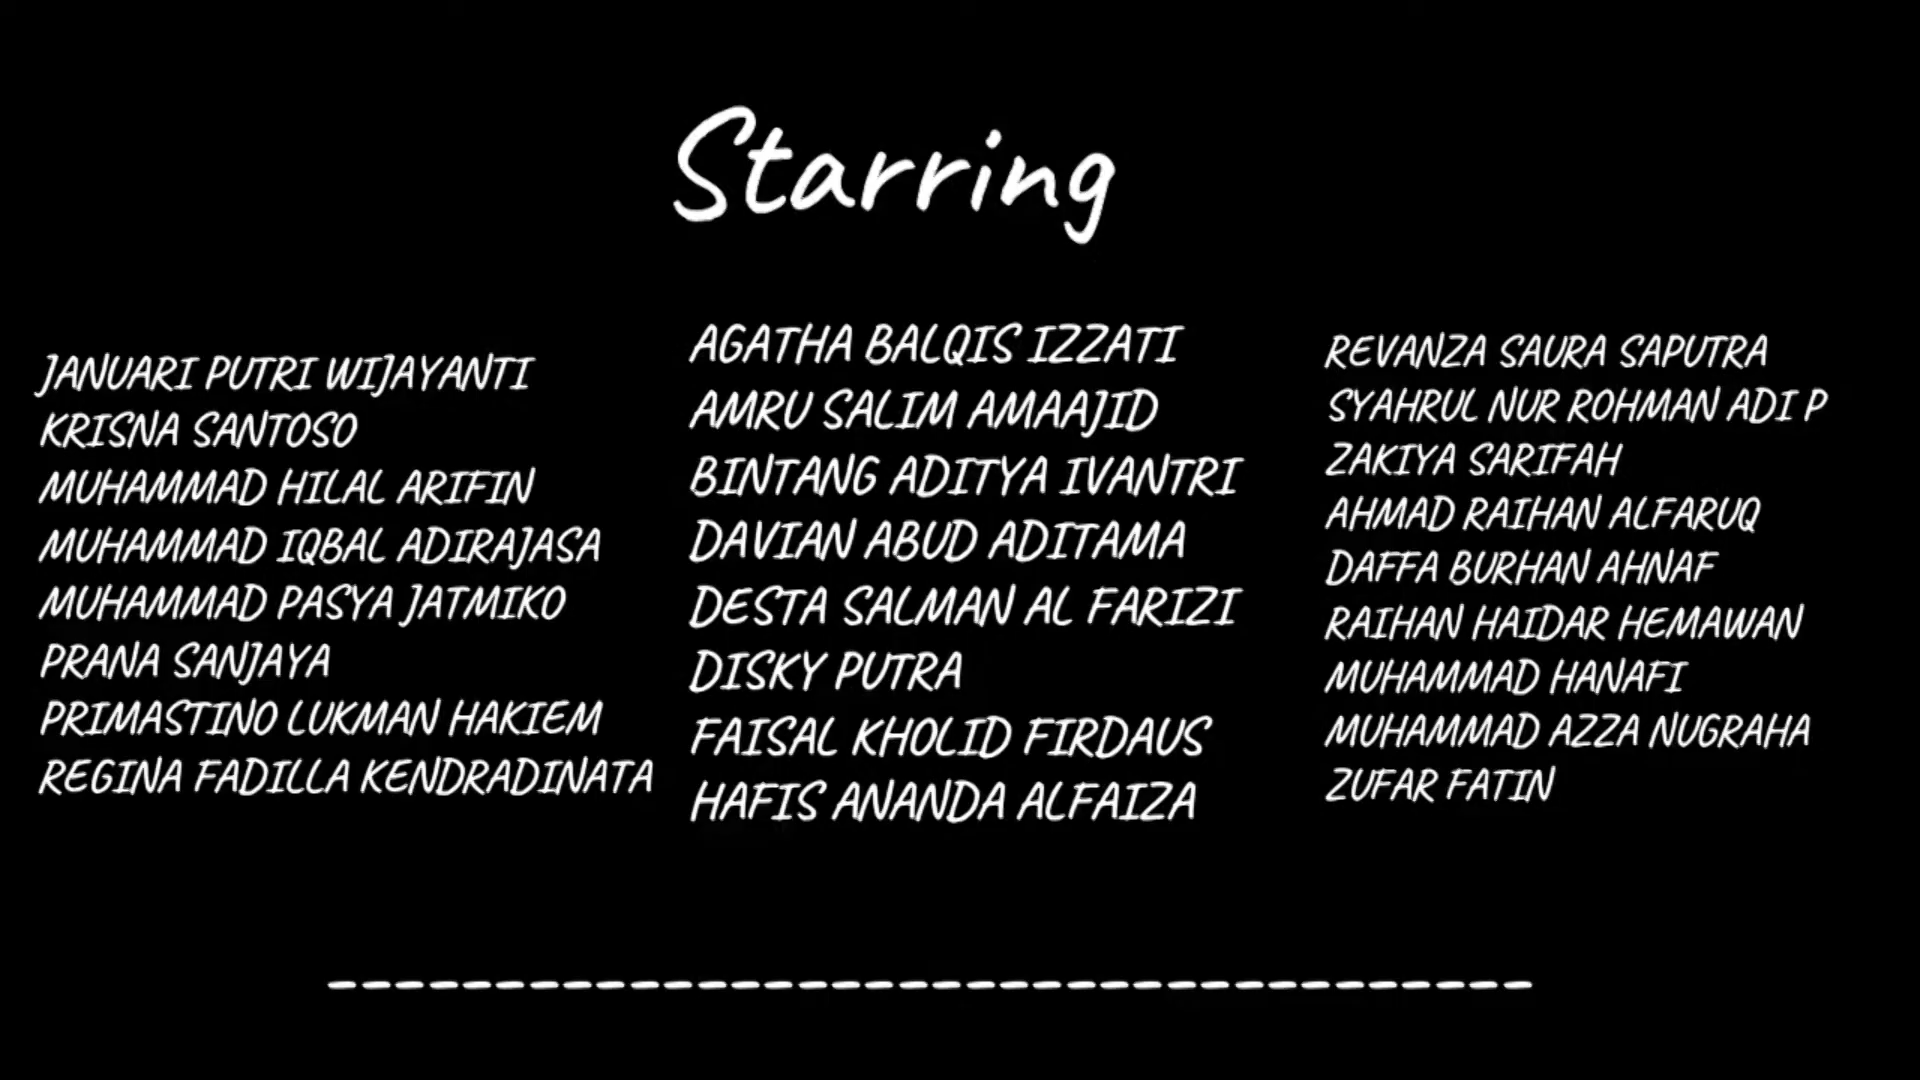 Starring
JANUARI PUTRI WIJAYANTI
KRISNA SANTOSO
MUHAMMAD HILAL ARIFIN
MUHAMMAD IQBAL ADIRAJASA
MUHAMMAD PASYA JATMIKO
PRANA SANJAYA
PRIMASTINO LUKMAN HAKIEM
REGINA FADILLA KENDRADINATA
AGATHA BALQIS IZZATI
AMRU SALIM AMAAJID
BINTANG ADITYA IVANTRI
DAVIAN ABUD ADITAMA
DESTA SALMAN AL FARIZI
DISKY PUTRA
FAISAL KHOLID FIRDAUS
HAFIS ANANDA ALFAIZA
REVANZA SAURA SAPUTRA
SYAHRUL NUR ROHMAN ADI P
ZAKIYA SARIFAH
AHMAD RAIHAN ALFARUQ
DAFFA BURHAN AHNAF
RAIHAN HAIDAR HEMAWAN
MUHAMMAD HANAFI
MUHAMMAD AZZA NUGRAHA
ZUFAR FATIN
------------------------------------